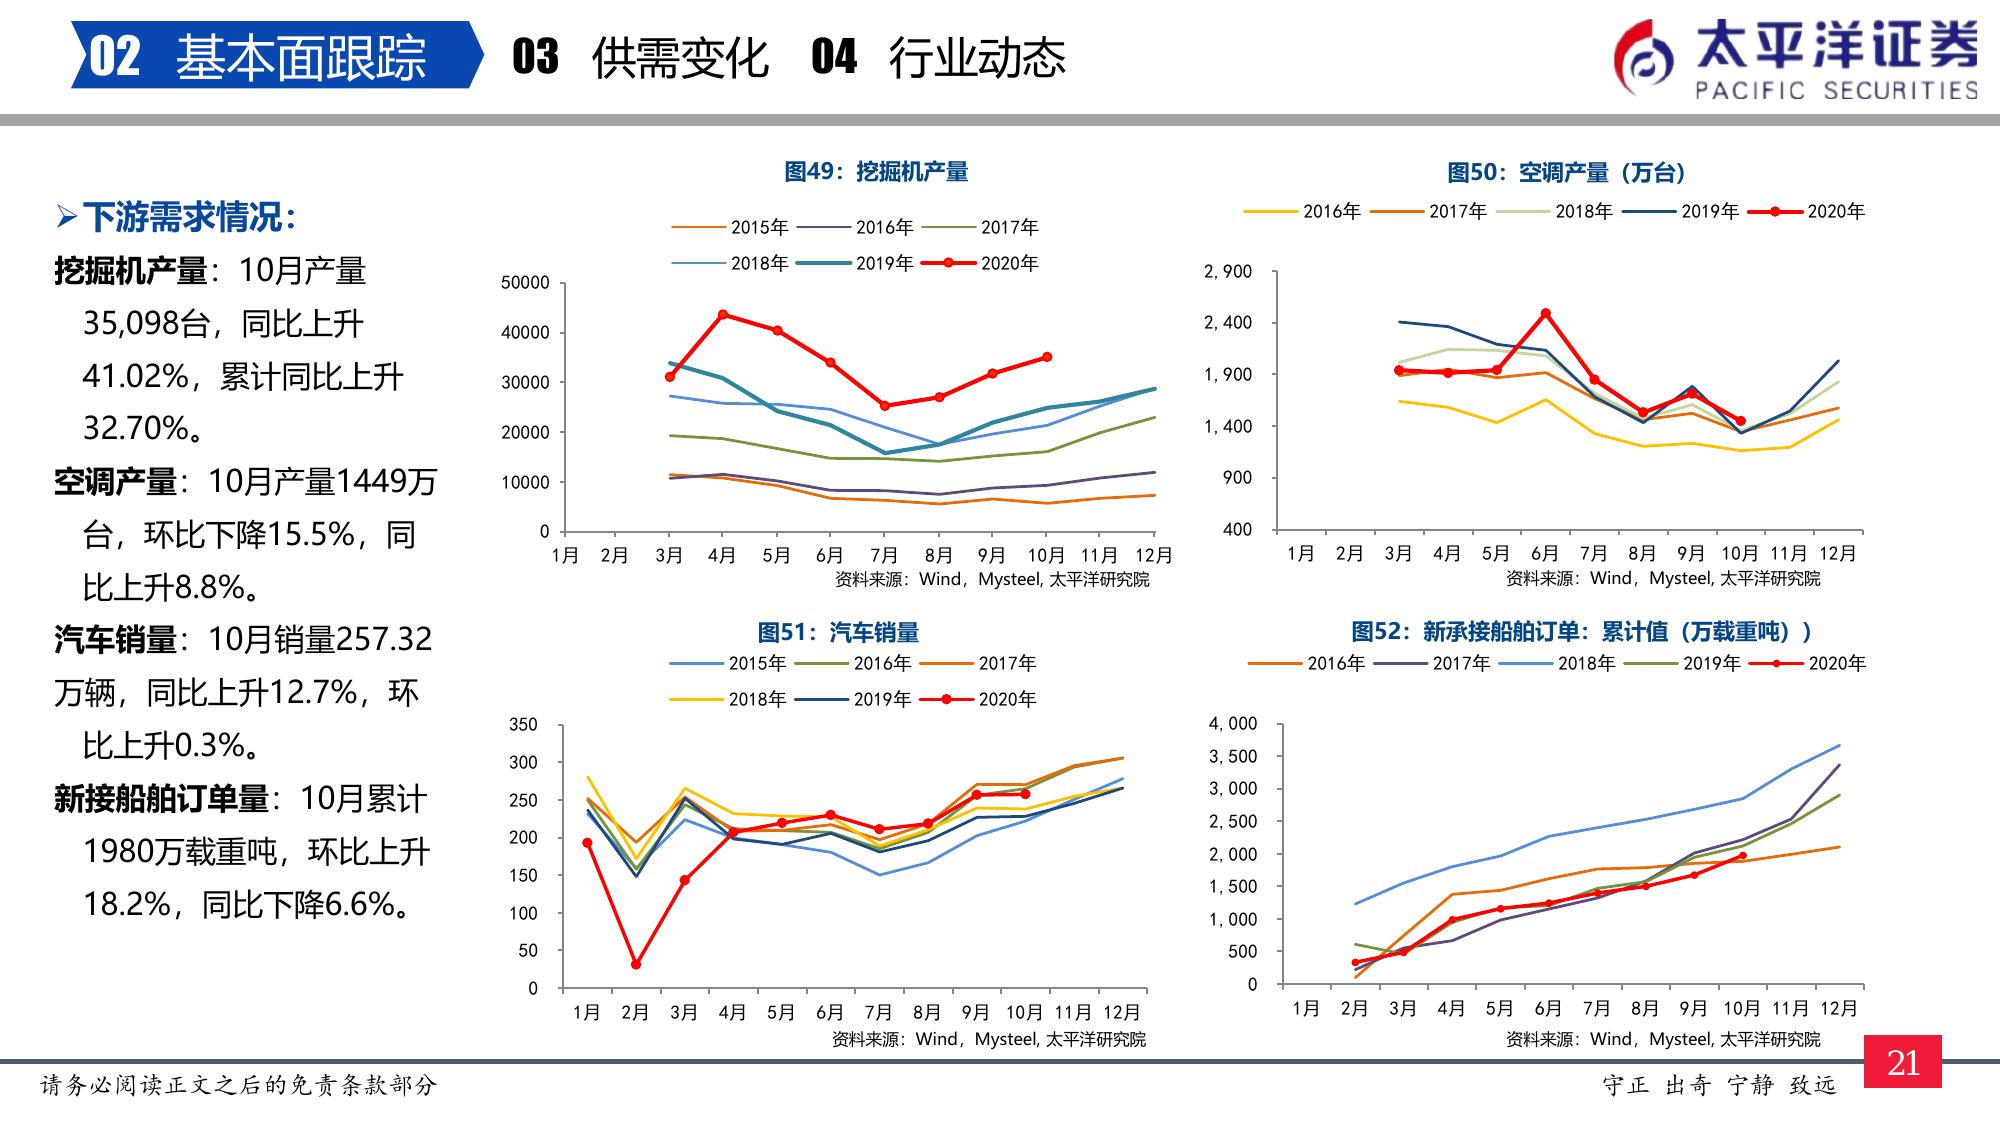 02 基本面跟踪 03 供需变化 04 行业动态
太平洋证券
PACIFIC SECURITIES
➢下游需求情况：
挖掘机产量：10月产量
35,098台，同比上升
41.02%，累计同比上升
32.70%。
空调产量：10月产量1449万
台，环比下降15.5%，同
比上升8.8%。
汽车销量：10月销量257.32
万辆，同比上升12.7%，环
比上升0.3%。
新接船舶订单量：10月累计
1980万载重吨，环比上升
18.2%，同比下降6.6%。
图49：挖掘机产量
2015年 2016年 2017年
2018年 2019年 2020年
50000
40000
30000
20000
10000
0
1月 2月 3月 4月 5月 6月 7月 8月 9月 10月 11月 12月
资料来源：Wind，Mysteel, 太平洋研究院
图50：空调产量（万台）
2016年 2017年 2018年 2019年 2020年
2,900
2,400
1,900
1,400
900
400
1月 2月 3月 4月 5月 6月 7月 8月 9月 10月 11月 12月
资料来源：Wind，Mysteel, 太平洋研究院
图51：汽车销量
2015年 2016年 2017年
2018年 2019年 2020年
350
300
250
200
150
100
50
0
1月 2月 3月 4月 5月 6月 7月 8月 9月 10月 11月 12月
资料来源：Wind，Mysteel, 太平洋研究院
图52：新承接船舶订单：累计值（万载重吨））
2016年 2017年 2018年 2019年 2020年
4,000
3,500
3,000
2,500
2,000
1,500
1,000
500
0
1月 2月 3月 4月 5月 6月 7月 8月 9月 10月 11月 12月
资料来源：Wind，Mysteel, 太平洋研究院
请务必阅读正文之后的免责条款部分
守正 出奇 宁静 致远
21